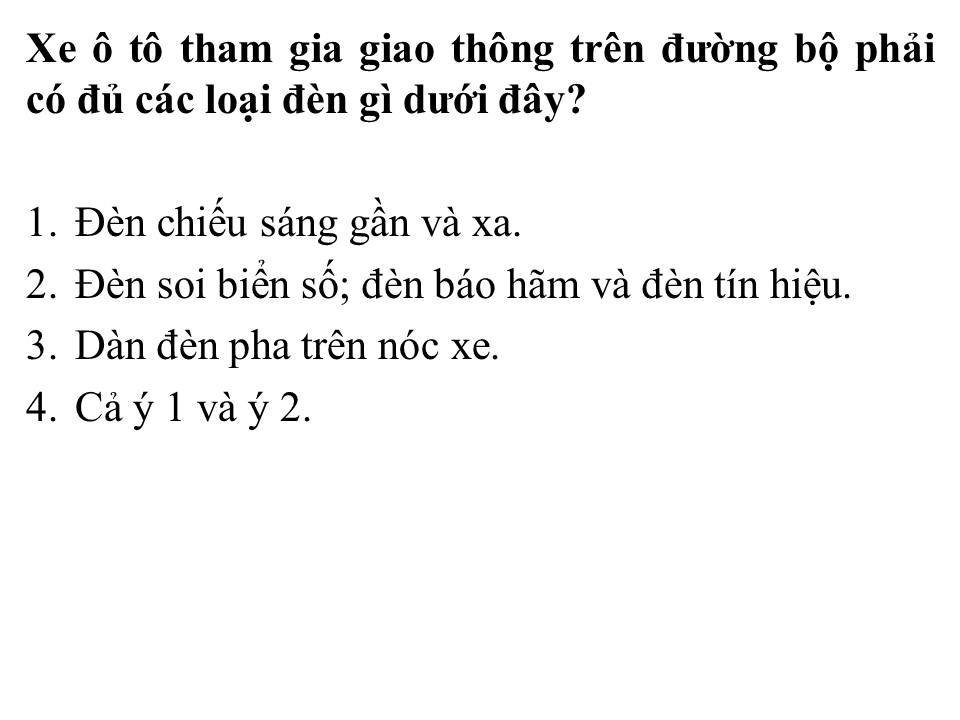 Xe ô tô tham gia giao thông trên đường bộ phải
có đủ các loại đèn gì dưới đây?
1. Đèn chiếu sáng gần và xa.
2. Đèn soi biển số; đèn báo hãm và đèn tín hiệu.
3. Dàn đèn pha trên nóc xe.
4. Cả ý 1 và ý 2.